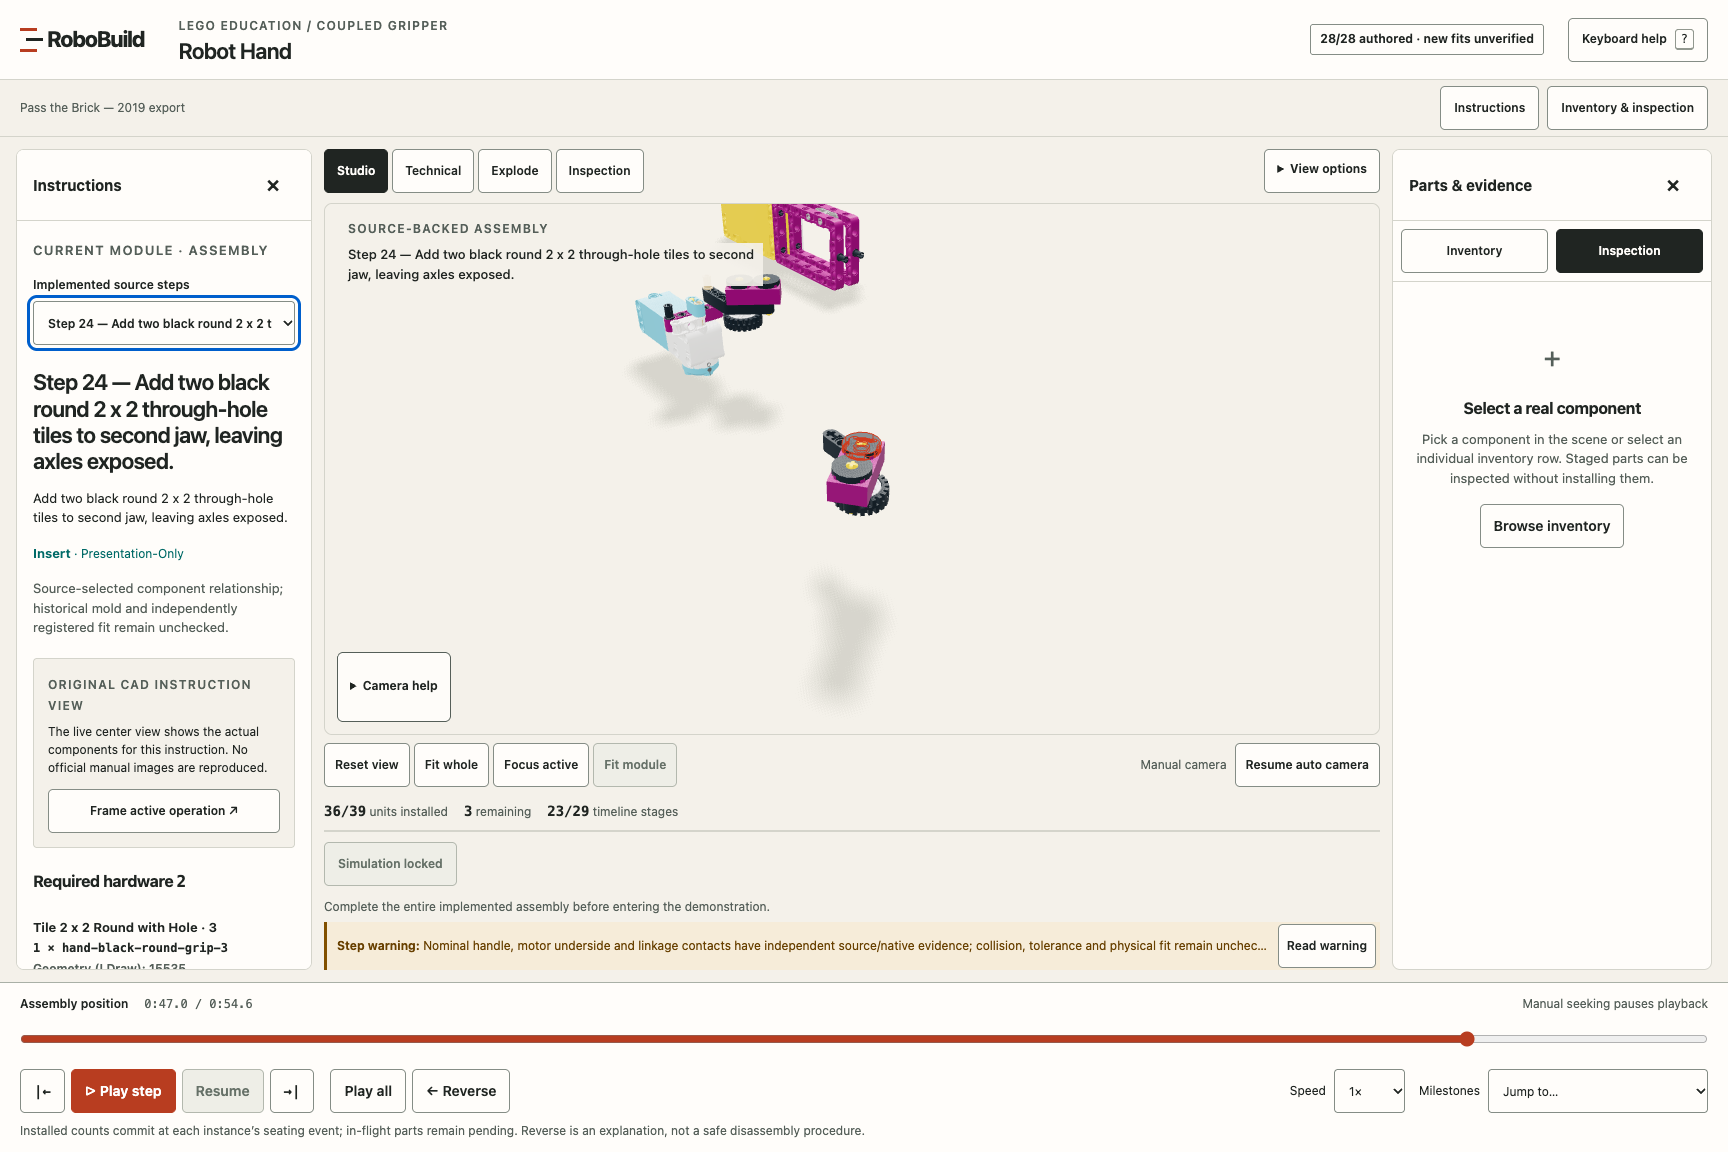 RoboBuild
LEGO EDUCATION / COUPLED GRIPPER
Robot Hand
28/28 authored · new fits unverified
Keyboard help ?
Pass the Brick — 2019 export
Instructions
Inventory & inspection
Instructions
×
CURRENT MODULE · ASSEMBLY
Implemented source steps
Step 24 — Add two black round 2 x 2 t
Step 24 — Add two black
round 2 x 2 through-hole
tiles to second jaw, leaving
axles exposed.
Add two black round 2 x 2 through-hole
tiles to second jaw, leaving axles exposed.
Insert · Presentation-Only
Source-selected component relationship;
historical mold and independently
registered fit remain unchecked.
ORIGINAL CAD INSTRUCTION
VIEW
The live center view shows the actual
components for this instruction. No
official manual images are reproduced.
Frame active operation ↗
Required hardware 2
Tile 2 x 2 Round with Hole · 3
1 × hand-black-round-grip-3
Geometry (LDraw): 15535
Studio
Technical
Explode
Inspection
▸ View options
SOURCE-BACKED ASSEMBLY
Step 24 — Add two black round 2 x 2 through-hole tiles to second
jaw, leaving axles exposed.
▸ Camera help
Reset view
Fit whole
Focus active
Fit module
Manual camera
Resume auto camera
36/39 units installed 3 remaining 23/29 timeline stages
Simulation locked
Complete the entire implemented assembly before entering the demonstration.
Step warning: Nominal handle, motor underside and linkage contacts have independent source/native evidence; collision, tolerance and physical fit remain unchec...
Read warning
Parts & evidence
×
Inventory
Inspection
+
Select a real component
Pick a component in the scene or select an
individual inventory row. Staged parts can be
inspected without installing them.
Browse inventory
Assembly position 0:47.0 / 0:54.6
Manual seeking pauses playback
|←
▷ Play step
Resume
→|
Play all
← Reverse
Speed 1×
Milestones Jump to...
Installed counts commit at each instance's seating event; in-flight parts remain pending. Reverse is an explanation, not a safe disassembly procedure.